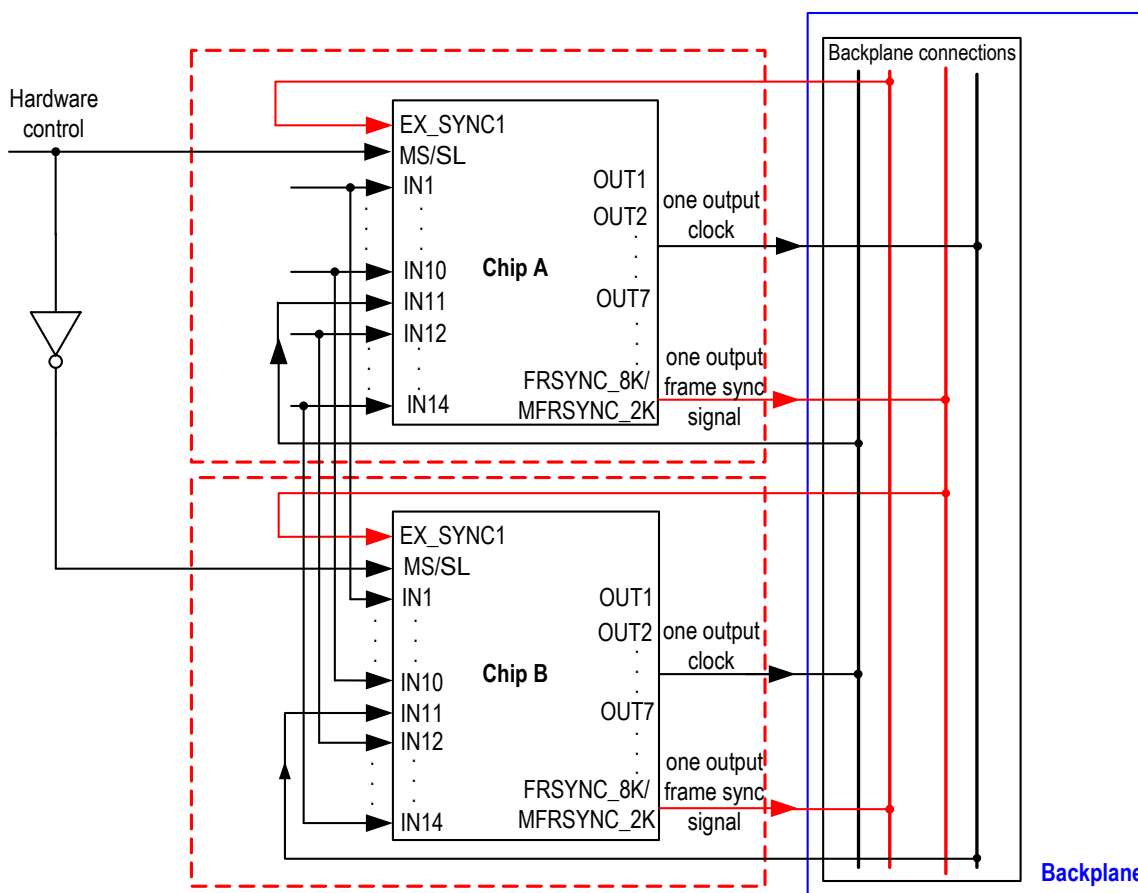 Backplane connections
Hardware
control
EX_SYNC1
MS/SL
IN1
IN10
IN11
IN12
IN14
Chip A
OUT1
OUT2
OUT7
FRSYNC_8K/
MFRSYNC_2K
one output
clock
one output
frame sync
signal
EX_SYNC1
MS/SL
IN1
IN10
IN11
IN12
IN14
Chip B
OUT1
OUT2
OUT7
FRSYNC_8K/
MFRSYNC_2K
one output
clock
one output
frame sync
signal
Backplane